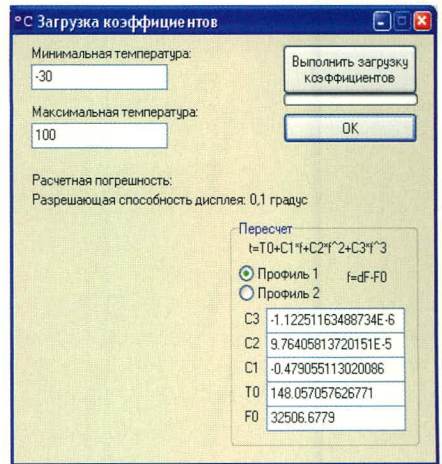 °C Загрузка коэффициентов
Минимальная температура:
-30
Выполнить загрузку
коэффициентов
Максимальная температура:
100
OK
Расчетная погрешность:
Разрешающая способность дисплея: 0,1 градус
Пересчет
t=T0+C1*f+C2*f^2+C3*f^3
Профиль 1
f=dF-F0
Профиль 2
C3 -1.12251163488734E-6
C2 9.76405813720151E-5
C1 -0.479055113020086
T0 148.057057626771
F0 32506.6779